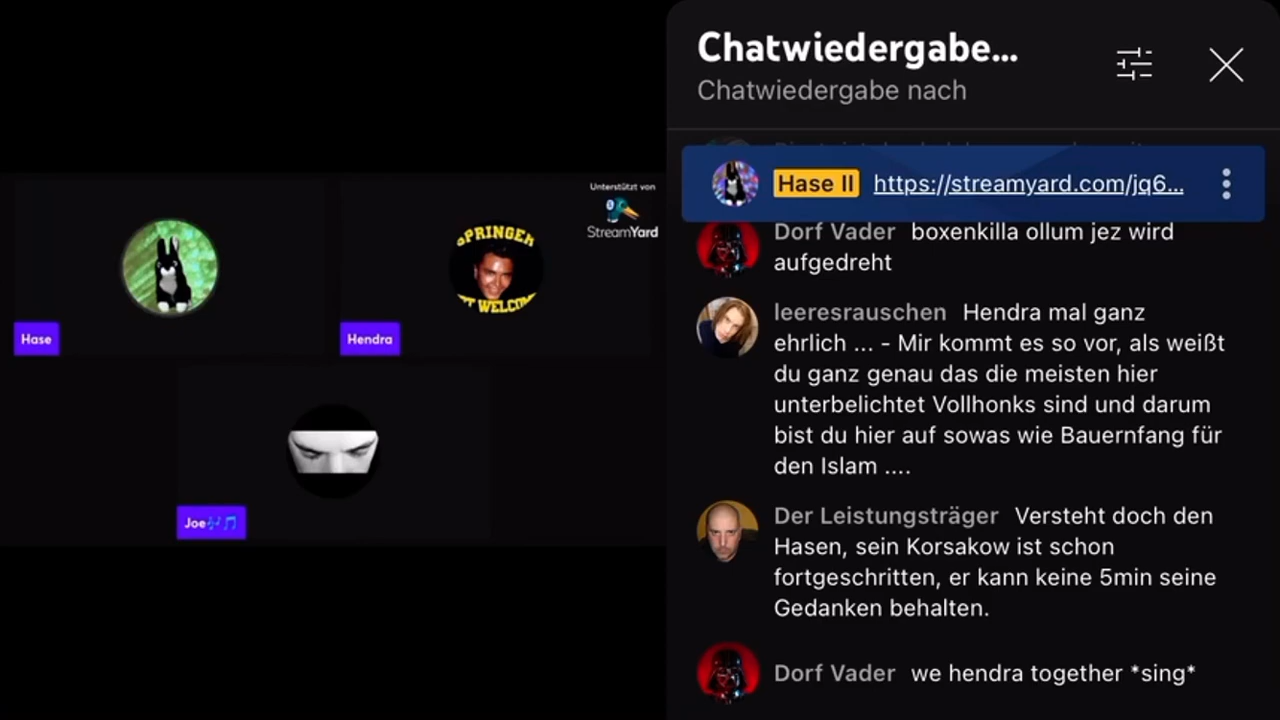 Unterstützt von
StreamYard
SPRINGER
Hase
Hendra
Joe🎶🎵
Chatwiedergabe...
Chatwiedergabe nach
Hase II https://streamyard.com/jq6...
Dorf Vader boxenkilla ollum jez wird
aufgedreht
leeresrauschen Hendra mal ganz
ehrlich ... - Mir kommt es so vor, als weißt
du ganz genau das die meisten hier
unterbelichtet Vollhonks sind und darum
bist du hier auf sowas wie Bauernfang für
den Islam ....
Der Leistungsträger Versteht doch den
Hasen, sein Korsakow ist schon
fortgeschritten, er kann keine 5min seine
Gedanken behalten.
Dorf Vader we hendra together *sing*